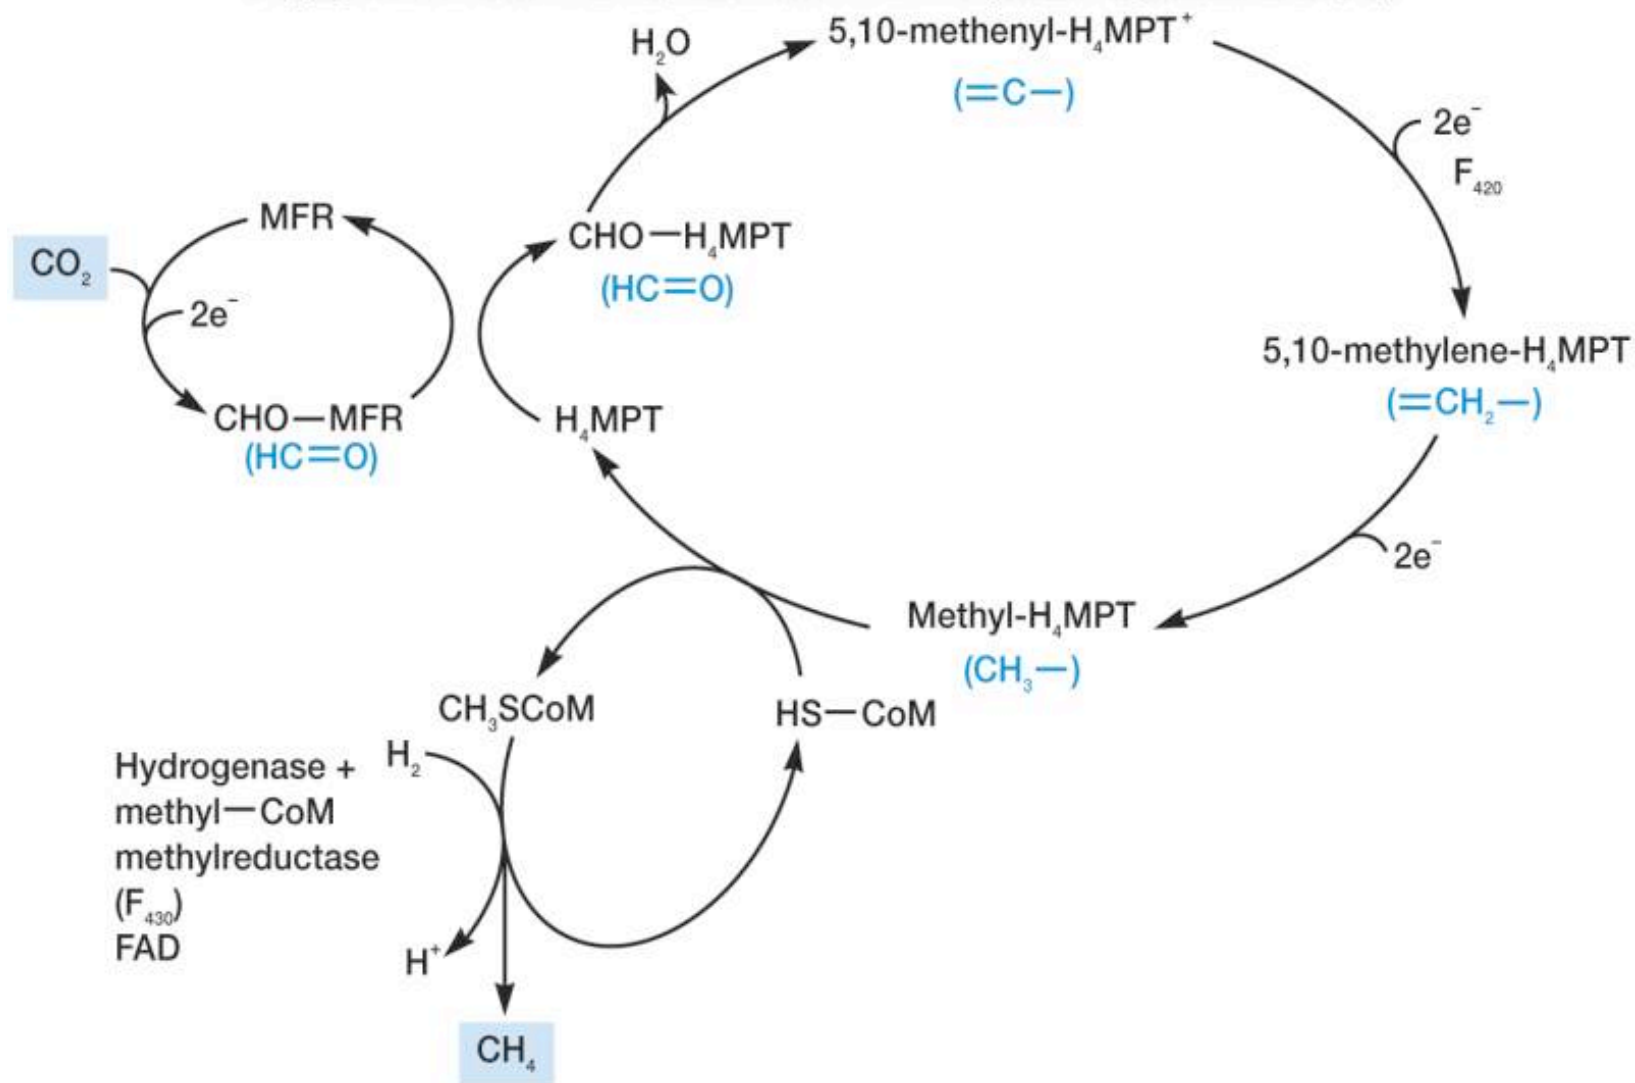 H₂O
5,10-methenyl-H₄MPT⁺
(=C—)
2e⁻
F₄₂₀
MFR
CO₂
2e⁻
CHO—MFR
(HC=O)
CHO—H₄MPT
(HC=O)
H₄MPT
5,10-methylene-H₄MPT
(=CH₂—)
2e⁻
Methyl-H₄MPT
(CH₃—)
CH₃SCoM
HS—CoM
H₂
Hydrogenase +
methyl—CoM
methylreductase
(F₄₃₀)
FAD
H⁺
CH₄